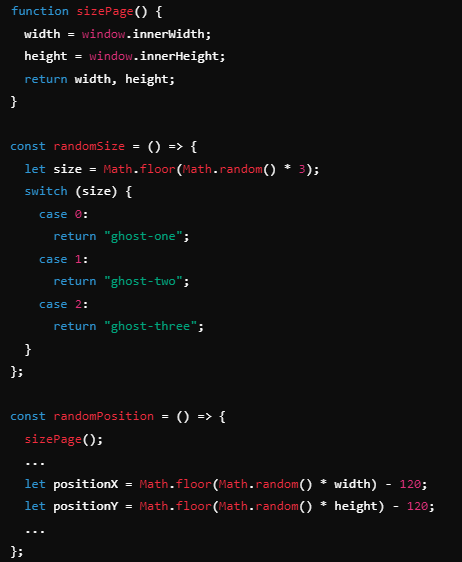 function sizePage() {
  width = window.innerWidth;
  height = window.innerHeight;
  return width, height;
}

const randomSize = () => {
  let size = Math.floor(Math.random() * 3);
  switch (size) {
    case 0:
      return "ghost-one";
    case 1:
      return "ghost-two";
    case 2:
      return "ghost-three";
  }
};

const randomPosition = () => {
  sizePage();
  ...
  let positionX = Math.floor(Math.random() * width) - 120;
  let positionY = Math.floor(Math.random() * height) - 120;
  ...
};